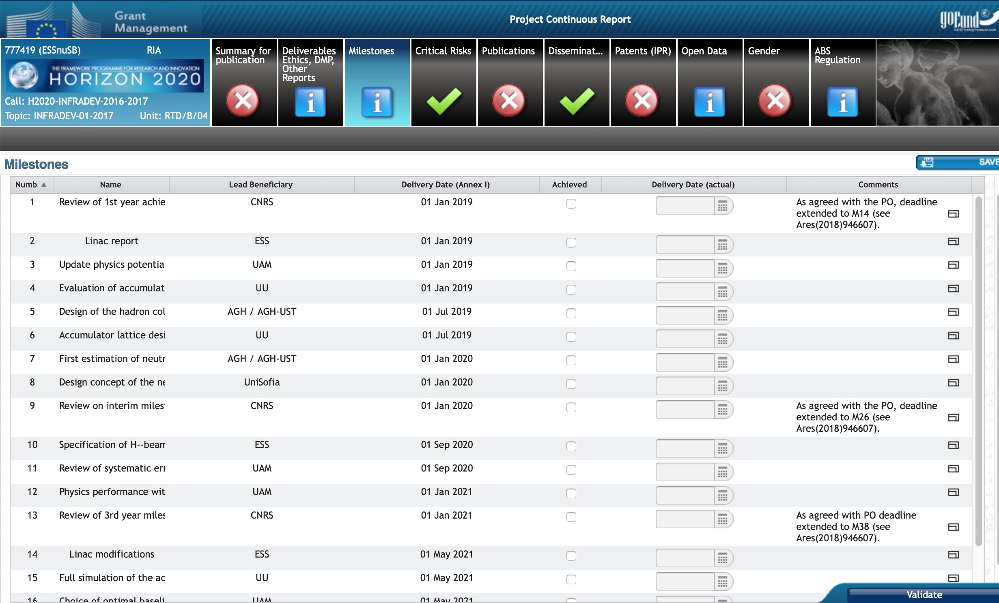 Grant
Management
Project Continuous Report
goFund
777419 (ESSnuSB) RIA
THE FRAMEWORK PROGRAMME FOR RESEARCH AND INNOVATION
HORIZON 2020
Call: H2020-INFRADEV-2016-2017
Topic: INFRADEV-01-2017 Unit: RTD/B/04
Summary for
publication
Deliverables
Ethics, DMP,
Other
Reports
Milestones
Critical Risks
Publications
Disseminat...
Patents (IPR)
Open Data
Gender
ABS
Regulation
Milestones
SAVE
Numb Name Lead Beneficiary Delivery Date (Annex I) Achieved Delivery Date (actual) Comments
1 Review of 1st year achie CNRS 01 Jan 2019 As agreed with the PO, deadline
extended to M14 (see
Ares(2018)946607).
2 Linac report ESS 01 Jan 2019
3 Update physics potentia UAM 01 Jan 2019
4 Evaluation of accumulat UU 01 Jan 2019
5 Design of the hadron col AGH / AGH-UST 01 Jul 2019
6 Accumulator lattice desi UU 01 Jul 2019
7 First estimation of neutr AGH / AGH-UST 01 Jan 2020
8 Design concept of the ne UniSofia 01 Jan 2020
9 Review on interim miles CNRS 01 Jan 2020 As agreed with the PO, deadline
extended to M26 (see
Ares(2018)946607).
10 Specification of H--beam ESS 01 Sep 2020
11 Review of systematic err UAM 01 Sep 2020
12 Physics performance wit UAM 01 Jan 2021
13 Review of 3rd year miles CNRS 01 Jan 2021 As agreed with PO deadline
extended to M38 (see
Ares(2018)946607).
14 Linac modifications ESS 01 May 2021
15 Full simulation of the ac UU 01 May 2021
16 Choice of optimal baseli UAM 01 May 2021
Validate